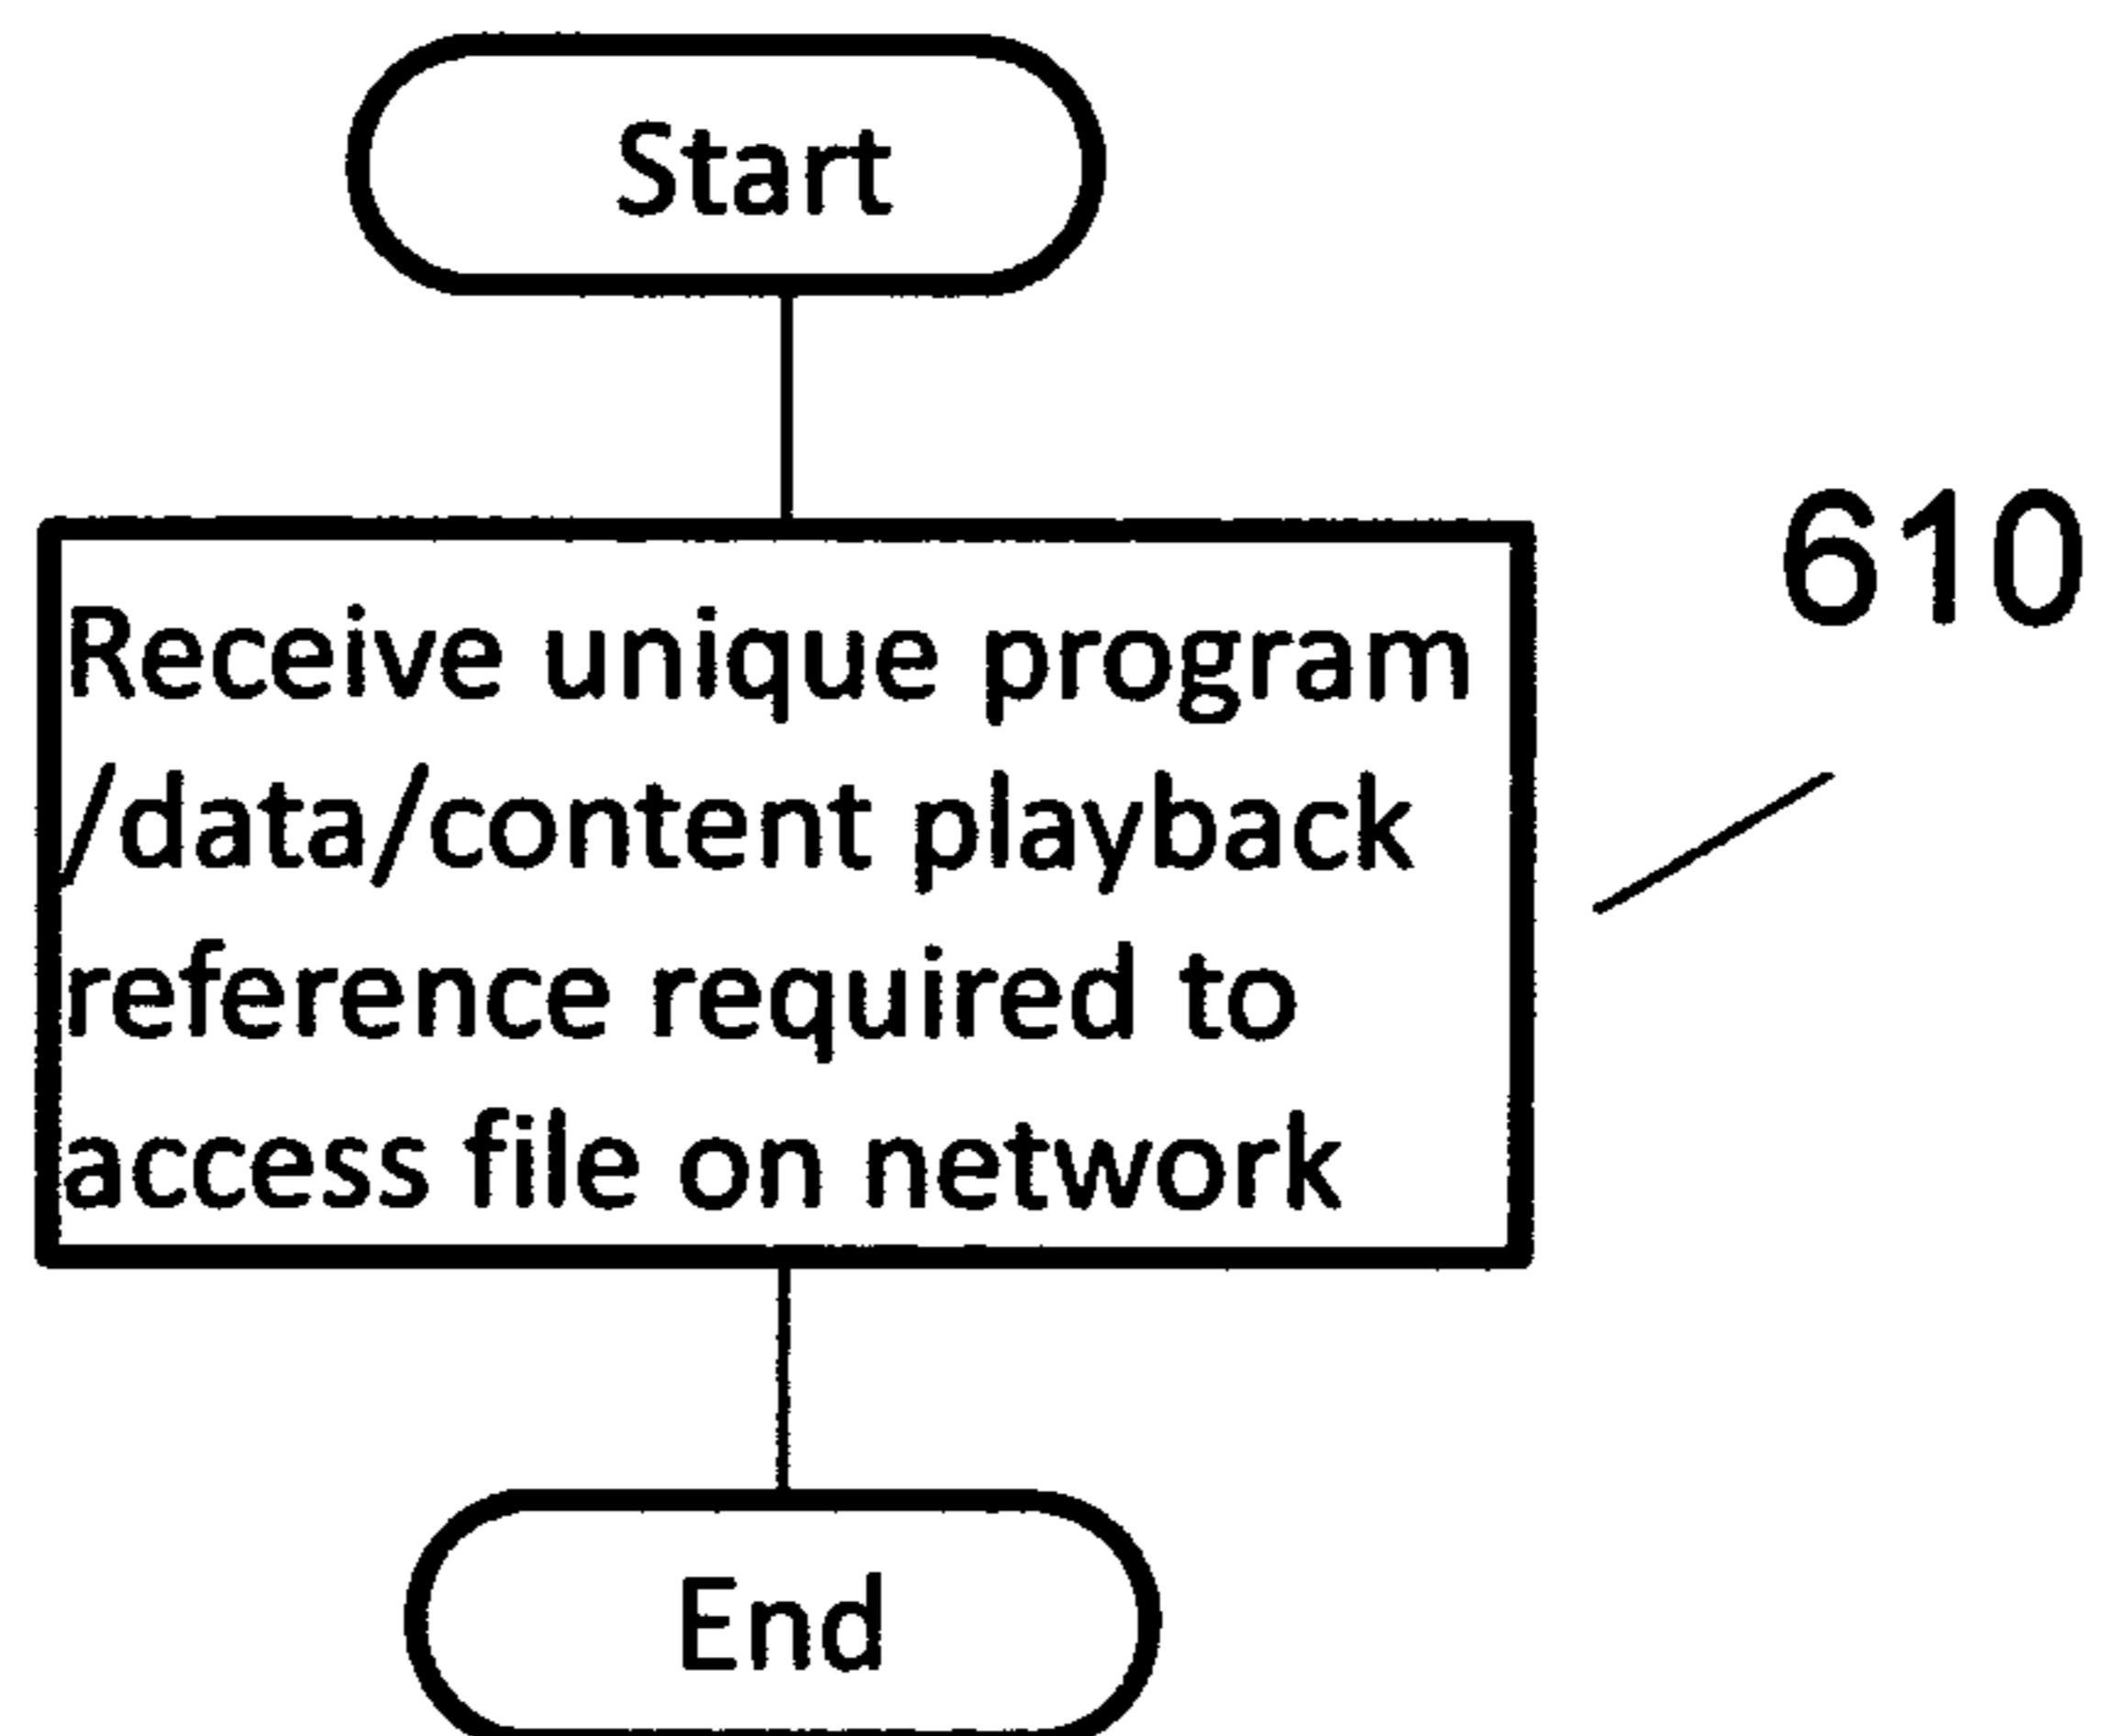 Start
610
Receive unique program
/data/content playback
reference required to
access file on network
End